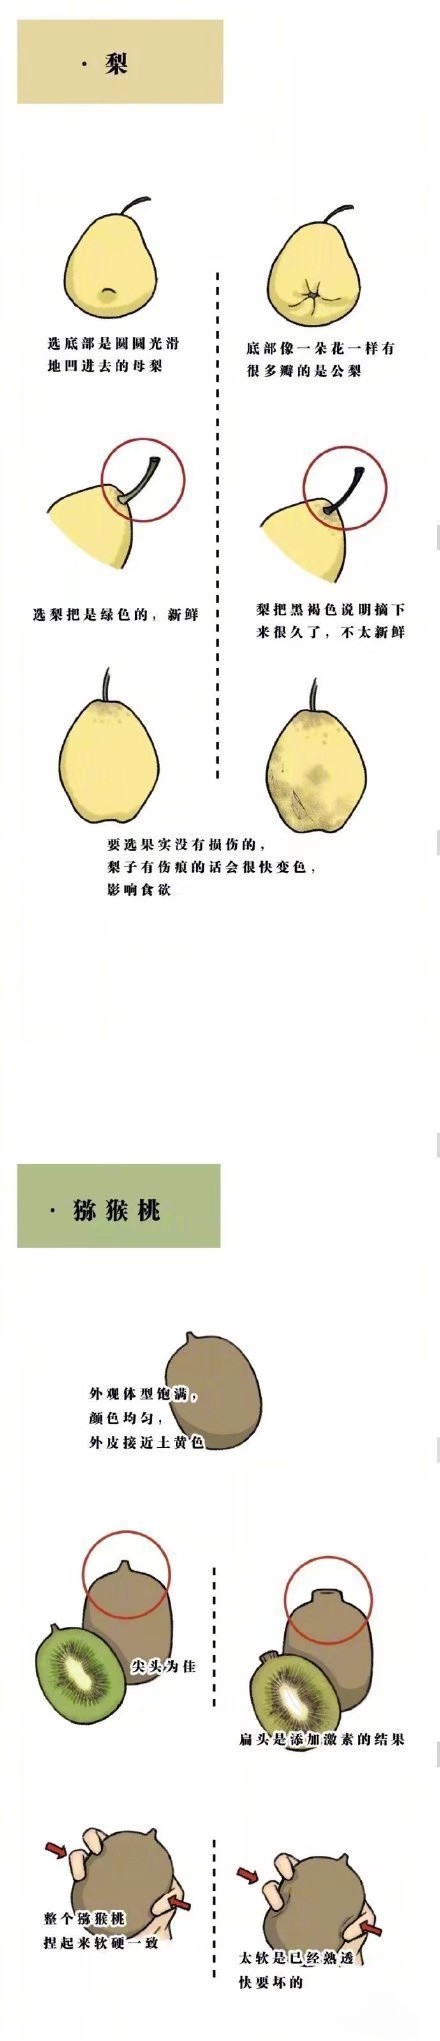 · 梨
选底部是圆圆光滑
地凹进去的母梨
底部像一朵花一样有
很多瓣的是公梨
选梨把是绿色的，新鲜
梨把黑褐色说明摘下
来很久了，不太新鲜
要选果实没有损伤的，
梨子有伤痕的话会很快变色，
影响食欲
· 猕猴桃
外观体型饱满，
颜色均匀，
外皮接近土黄色
尖头为佳
扁头是添加激素的结果
整个猕猴桃
捏起来软硬一致
太软是已经熟透
快要坏的